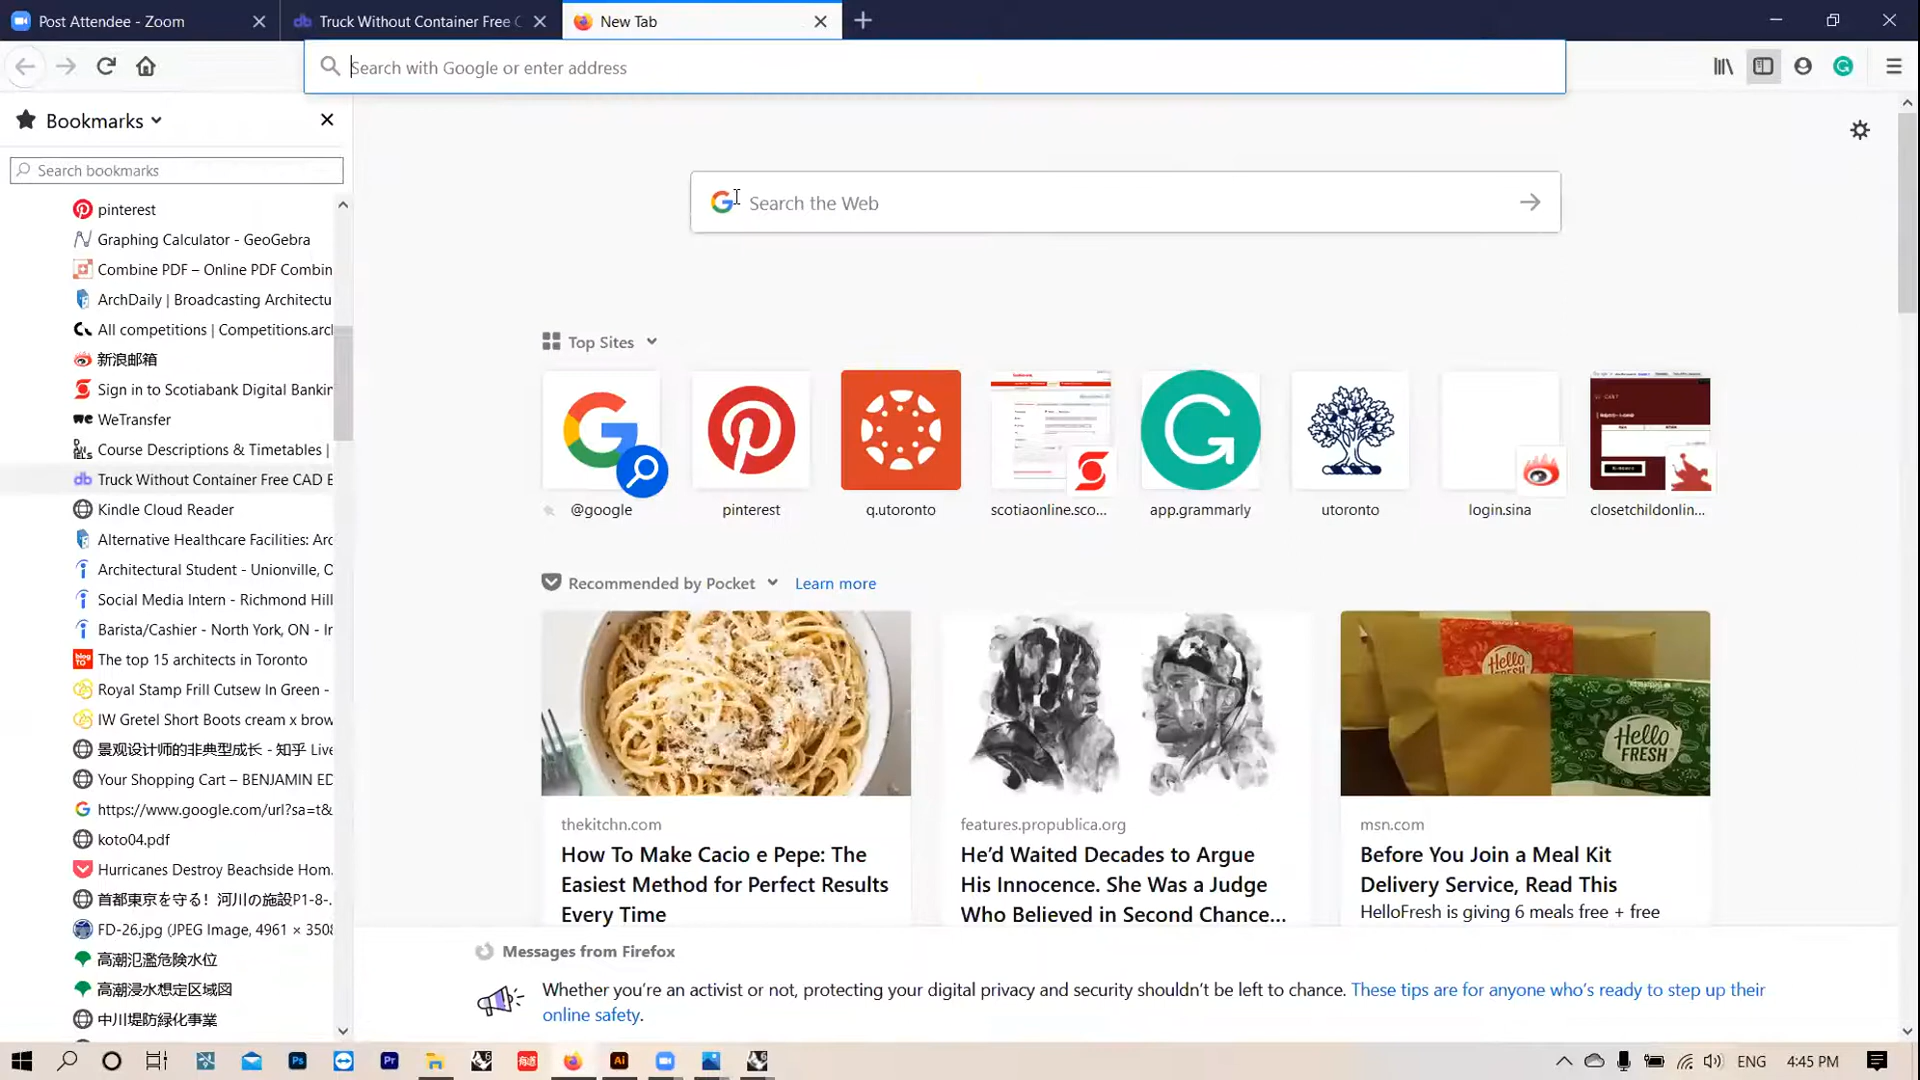 Post Attendee - Zoom
Truck Without Container Free C
New Tab
Search with Google or enter address
Bookmarks
Search bookmarks
pinterest
Graphing Calculator - GeoGebra
Combine PDF – Online PDF Combin
ArchDaily | Broadcasting Architectu
All competitions | Competitions.arc
新浪邮箱
Sign in to Scotiabank Digital Bankin
WeTransfer
Course Descriptions & Timetables |
Truck Without Container Free CAD B
Kindle Cloud Reader
Alternative Healthcare Facilities: Arc
Architectural Student - Unionville, O
Social Media Intern - Richmond Hill
Barista/Cashier - North York, ON - In
The top 15 architects in Toronto
Royal Stamp Frill Cutsew In Green -
IW Gretel Short Boots cream x brow
景观设计师的非典型成长 - 知乎 Live
Your Shopping Cart – BENJAMIN ED
https://www.google.com/url?sa=t&
koto04.pdf
Hurricanes Destroy Beachside Hom.
首都東京を守る！河川の施設P1-8-.
FD-26.jpg (JPEG Image, 4961 × 3508
高潮氾濫危険水位
高潮浸水想定区域図
中川堤防緑化事業
Search the Web
Top Sites
@google
pinterest
q.utoronto
scotiaonline.sco...
app.grammarly
utoronto
login.sina
closetchildonlin...
Recommended by Pocket
Learn more
HELLO FRESH
thekitchn.com
How To Make Cacio e Pepe: The
Easiest Method for Perfect Results
Every Time
features.propublica.org
He'd Waited Decades to Argue
His Innocence. She Was a Judge
Who Believed in Second Chance...
msn.com
Before You Join a Meal Kit
Delivery Service, Read This
HelloFresh is giving 6 meals free + free
Messages from Firefox
Whether you're an activist or not, protecting your digital privacy and security shouldn't be left to chance. These tips are for anyone who's ready to step up their
online safety.
ENG
4:45 PM